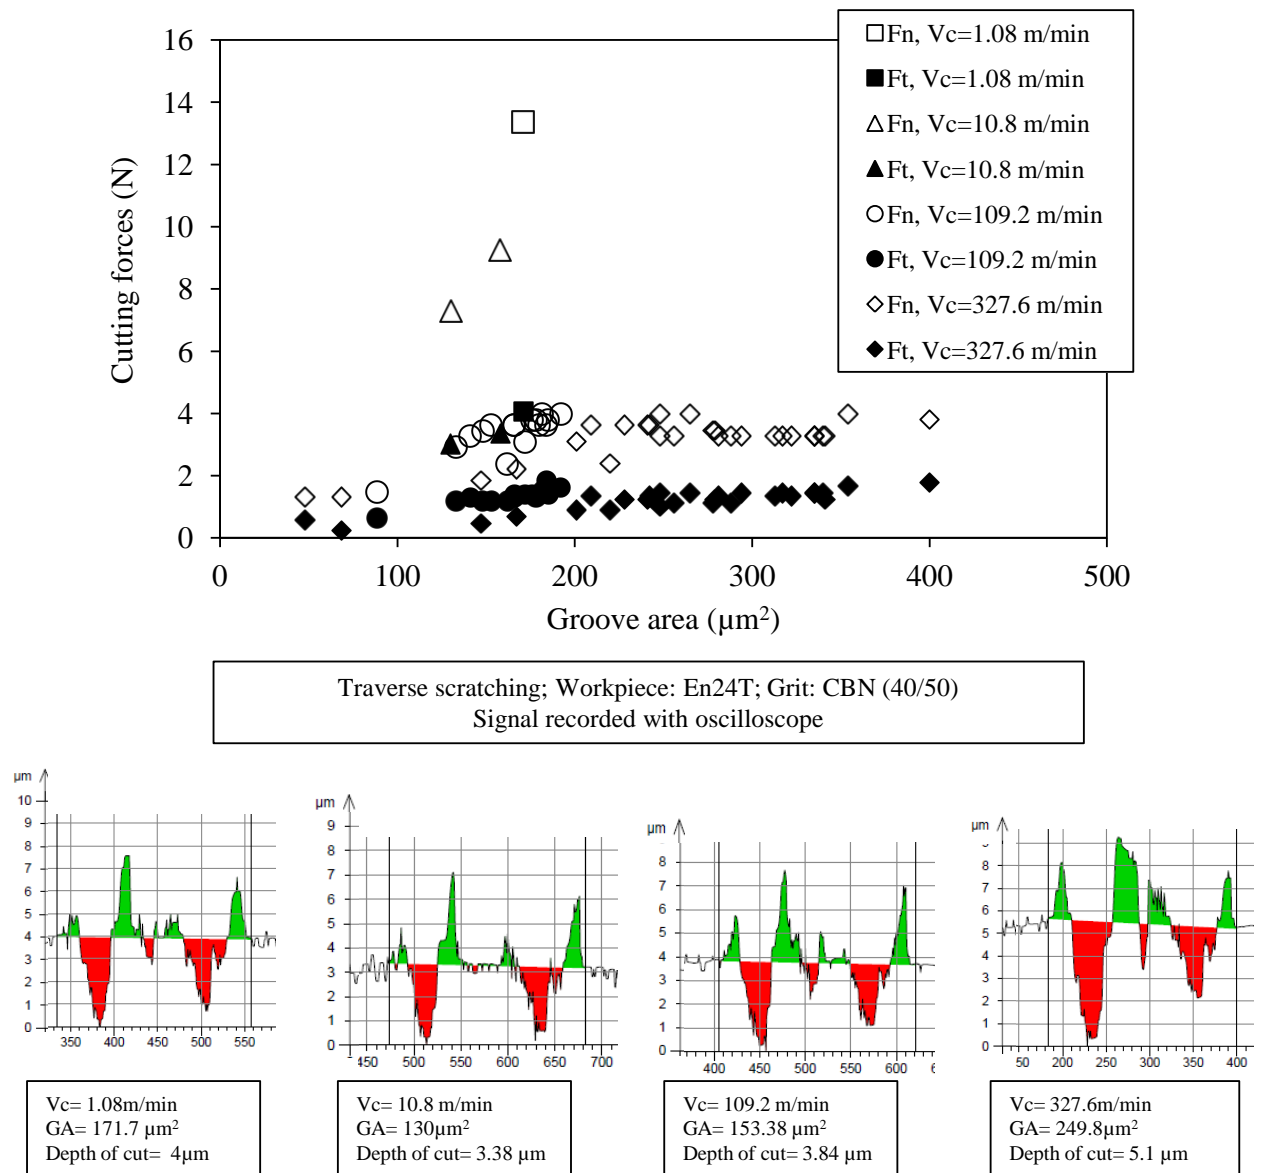 16
14
12
10
8
6
4
2
0
Cutting forces (N)
0 100 200 300 400 500
Groove area (µm²)
Fn, Vc=1.08 m/min
Ft, Vc=1.08 m/min
Fn, Vc=10.8 m/min
Ft, Vc=10.8 m/min
Fn, Vc=109.2 m/min
Ft, Vc=109.2 m/min
Fn, Vc=327.6 m/min
Ft, Vc=327.6 m/min
Traverse scratching; Workpiece: En24T; Grit: CBN (40/50)
Signal recorded with oscilloscope
µm
10
9
8
7
6
5
4
3
2
1
0
350 400 450 500 550
µm
9
8
7
6
5
4
3
2
1
0
450 500 550 600 650 700
µm
8
7
6
5
4
3
2
1
0
400 450 500 550 600
µm
8
7
6
5
4
3
2
1
0
50 200 250 300 350 400
Vc= 1.08m/min
GA= 171.7 µm²
Depth of cut= 4µm
Vc= 10.8 m/min
GA= 130µm²
Depth of cut= 3.38 µm
Vc= 109.2 m/min
GA= 153.38 µm²
Depth of cut= 3.84 µm
Vc= 327.6m/min
GA= 249.8µm²
Depth of cut= 5.1 µm